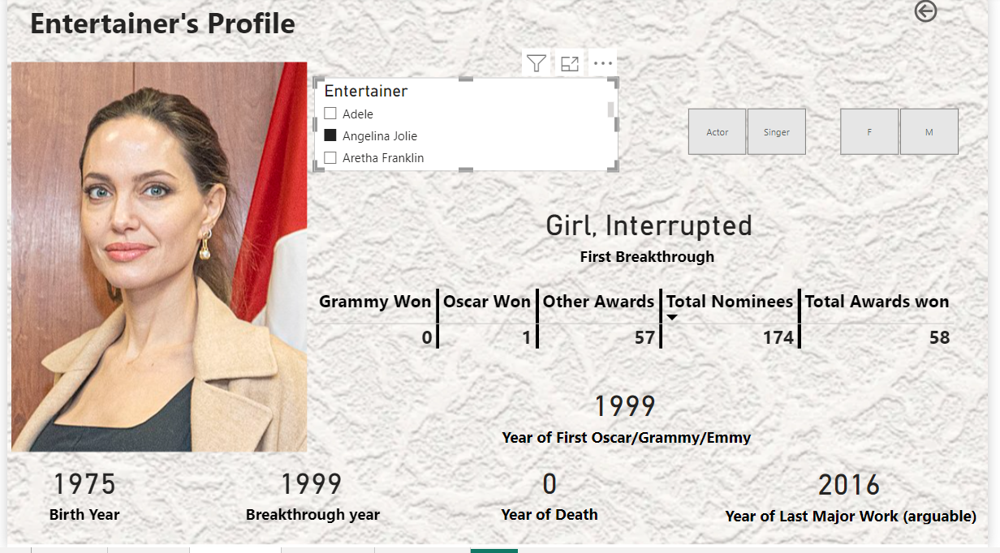 Entertainer's Profile
Entertainer
Adele
Angelina Jolie
Aretha Franklin
Actor
Singer
F
M
Girl, Interrupted
First Breakthrough
Grammy Won Oscar Won Other Awards Total Nominees Total Awards won
0 1 57 174 58
1999
Year of First Oscar/Grammy/Emmy
1975
Birth Year
1999
Breakthrough year
0
Year of Death
2016
Year of Last Major Work (arguable)